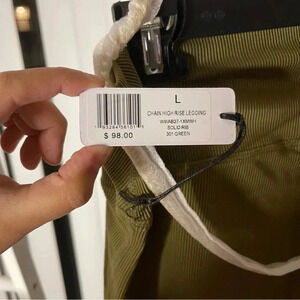 L
CHAIN HIGH RISE LEGGING
SOLID RIB
301 GREEN
$ 98.00